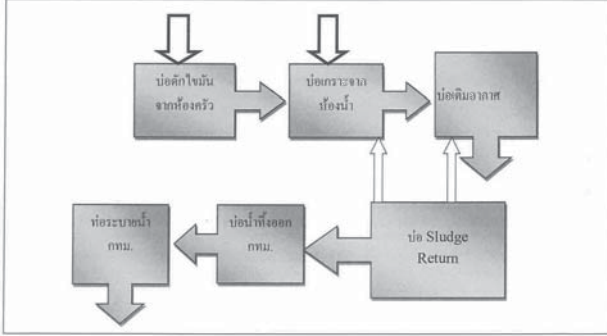 บ่อดักไขมัน
จากห้องครัว
บ่อเกราะจาก
ห้องน้ำ
บ่อเติมอากาศ
ท่อระบายน้ำ
กทม.
บ่อน้ำทิ้งออก
กทม.
บ่อ Sludge
Return